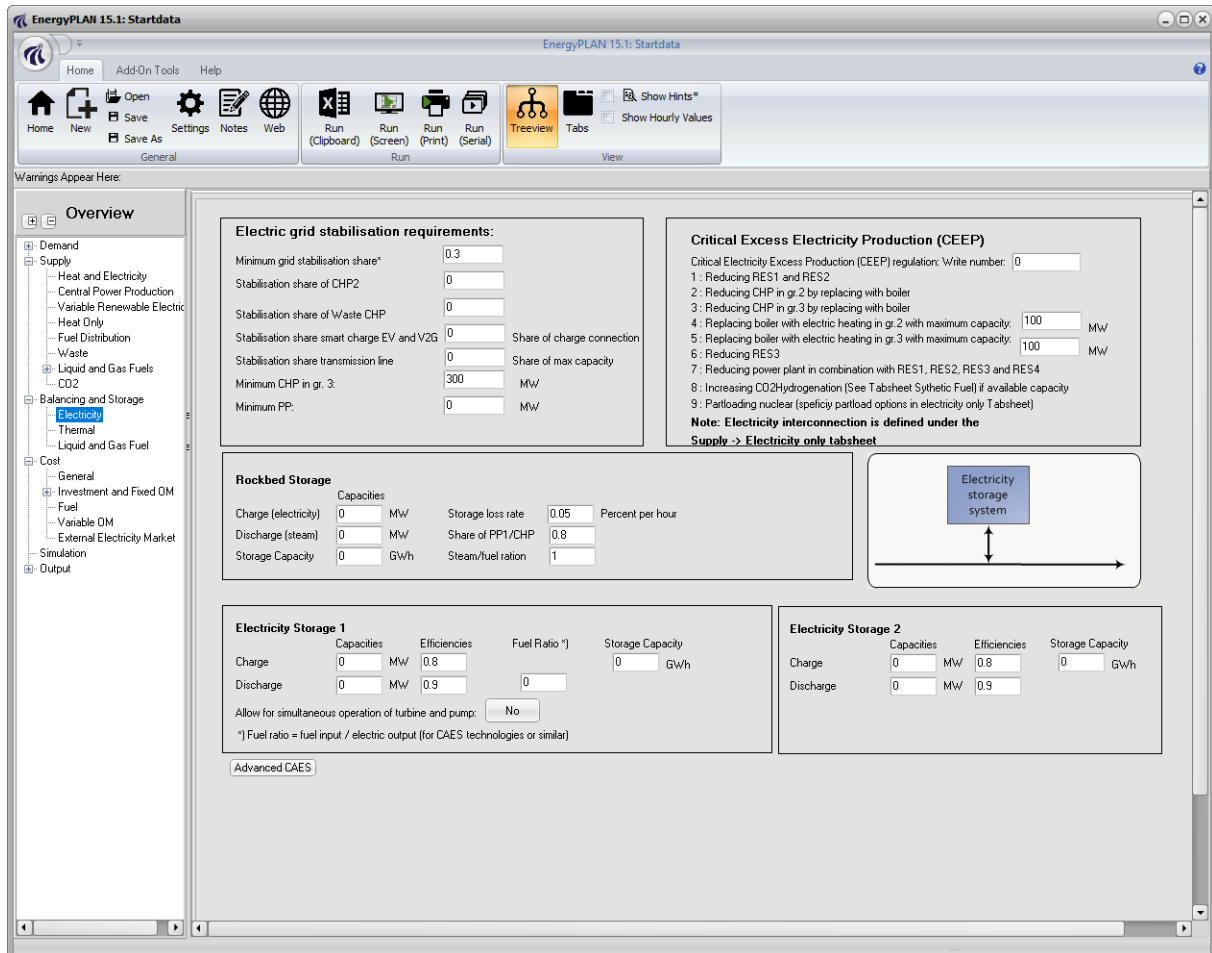 EnergyPLAN 15.1: Startdata
EnergyPLAN 15.1: Startdata
Home Add-On Tools Help
Home New Open Save Save As Settings Notes Web
General
Run (Clipboard) Run (Screen) Run (Print) Run (Serial)
Run
Treeview Tabs Show Hints* Show Hourly Values
View
Warnings Appear Here:
Overview
Demand
Supply
Heat and Electricity
Central Power Production
Variable Renewable Electric
Heat Only
Fuel Distribution
Waste
Liquid and Gas Fuels
CO2
Balancing and Storage
Electricity
Thermal
Liquid and Gas Fuel
Cost
General
Investment and Fixed OM
Fuel
Variable OM
External Electricity Market
Simulation
Output
Electric grid stabilisation requirements:
Minimum grid stabilisation share* 0.3
Stabilisation share of CHP2 0
Stabilisation share of Waste CHP 0
Stabilisation share smart charge EV and V2G 0 Share of charge connection
Stabilisation share transmission line 0 Share of max capacity
Minimum CHP in gr. 3: 300 MW
Minimum PP: 0 MW
Critical Excess Electricity Production (CEEP)
Critical Electricity Excess Production (CEEP) regulation: Write number: 0
1 : Reducing RES1 and RES2
2 : Reducing CHP in gr.2 by replacing with boiler
3 : Reducing CHP in gr.3 by replacing with boiler
4 : Replacing boiler with electric heating in gr.2 with maximum capacity: 100 MW
5 : Replacing boiler with electric heating in gr.3 with maximum capacity: 100 MW
6 : Reducing RES3
7 : Reducing power plant in combination with RES1, RES2, RES3 and RES4
8 : Increasing CO2Hydrogenation (See Tabsheet Sythetic Fuel) if available capacity
9 : Partloading nuclear (speficiy partload options in electricity only Tabsheet)
Note: Electricity interconnection is defined under the
Supply -> Electricity only tabsheet
Rockbed Storage
Capacities
Charge (electricity) 0 MW Storage loss rate 0.05 Percent per hour
Discharge (steam) 0 MW Share of PP1/CHP 0.8
Storage Capacity 0 GWh Steam/fuel ration 1
Electricity
storage
system
Electricity Storage 1
Capacities Efficiencies Fuel Ratio *) Storage Capacity
Charge 0 MW 0.8 0 GWh
Discharge 0 MW 0.9 0
Allow for simultaneous operation of turbine and pump: No
*) Fuel ratio = fuel input / electric output (for CAES technologies or similar)
Electricity Storage 2
Capacities Efficiencies Storage Capacity
Charge 0 MW 0.8 0 GWh
Discharge 0 MW 0.9
Advanced CAES